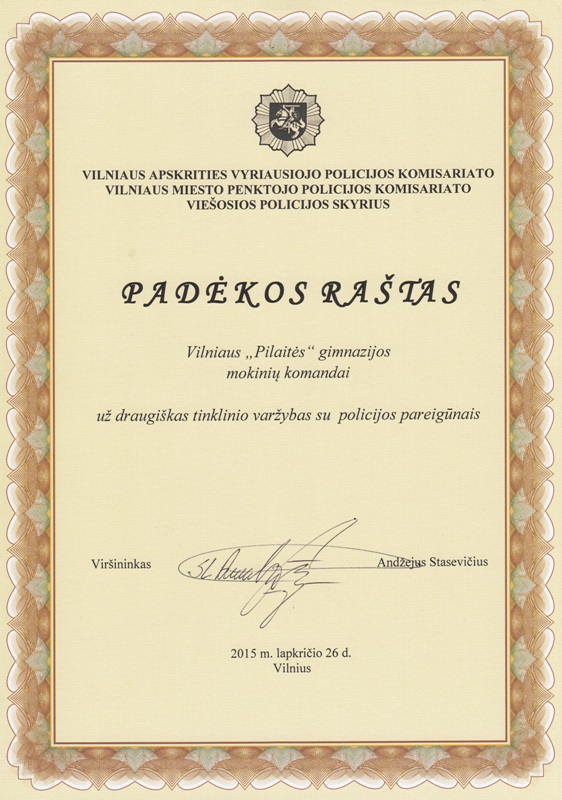 VILNIAUS APSKRITIES VYRIAUSIOJO POLICIJOS KOMISARIATO
VILNIAUS MIESTO PENKTOJO POLICIJOS KOMISARIATO
VIEŠOSIOS POLICIJOS SKYRIUS
PADĖKOS RAŠTAS
Vilniaus „Pilaitės“ gimnazijos
mokinių komandai
už draugiškas tinklinio varžybas su policijos pareigūnais
Viršininkas
Andžejus Stasevičius
2015 m. lapkričio 26 d.
Vilnius